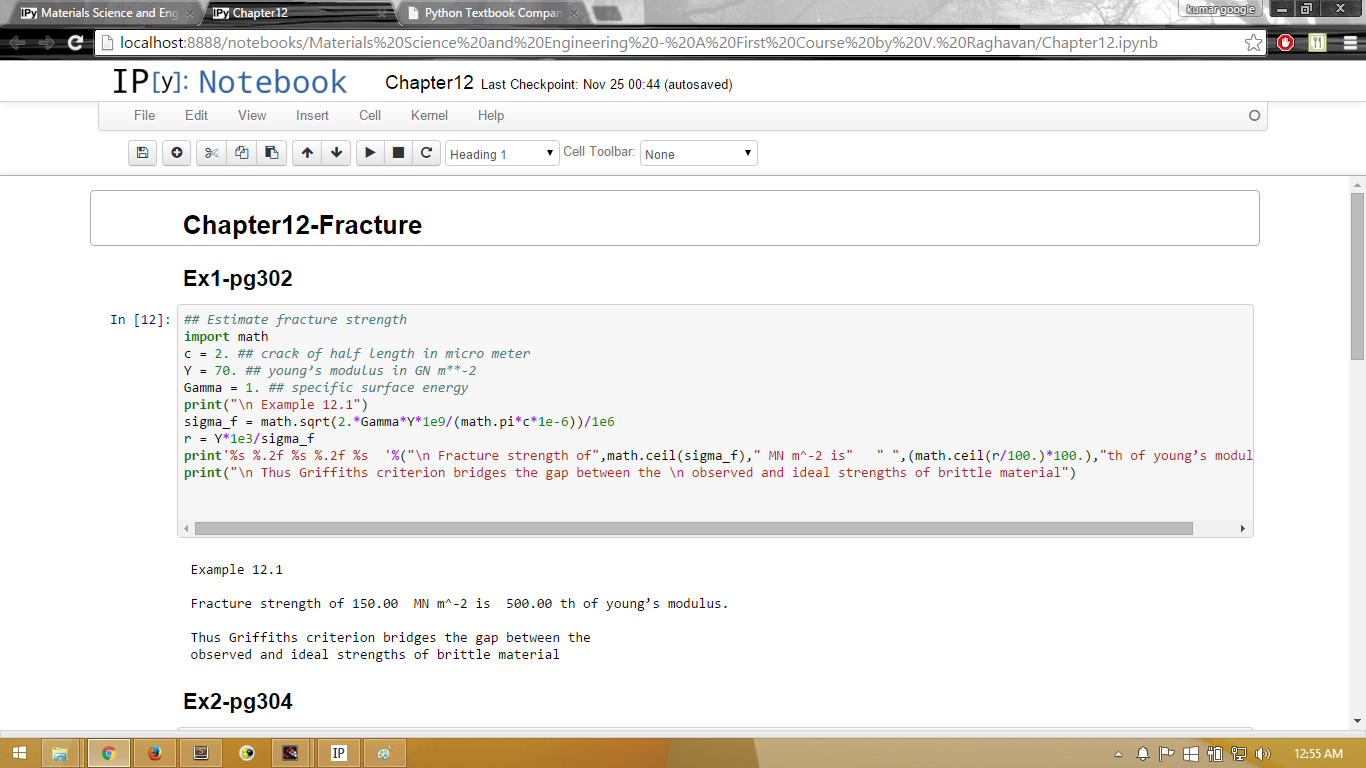 IPy Materials Science and Eng
IPy Chapter12
Python Textbook Compan
kumar google
localhost:8888/notebooks/Materials%20Science%20and%20Engineering%20-%20A%20First%20Course%20by%20V.%20Raghavan/Chapter12.ipynb
IP[y]: Notebook
Chapter12 Last Checkpoint: Nov 25 00:44 (autosaved)
File Edit View Insert Cell Kernel Help
Heading 1 Cell Toolbar: None
Chapter12-Fracture
Ex1-pg302
In [12]: ## Estimate fracture strength
import math
c = 2. ## crack of half length in micro meter
Y = 70. ## young’s modulus in GN m**-2
Gamma = 1. ## specific surface energy
print("\n Example 12.1")
sigma_f = math.sqrt(2.*Gamma*Y*1e9/(math.pi*c*1e-6))/1e6
r = Y*1e3/sigma_f
print'%s %.2f %s %.2f %s  '%("\n Fracture strength of",math.ceil(sigma_f)," MN m^-2 is"   " ",(math.ceil(r/100.)*100.),"th of young’s modul
print("\n Thus Griffiths criterion bridges the gap between the \n observed and ideal strengths of brittle material")
Example 12.1
Fracture strength of 150.00  MN m^-2 is  500.00 th of young’s modulus.
Thus Griffiths criterion bridges the gap between the
observed and ideal strengths of brittle material
Ex2-pg304
IP
12:55 AM